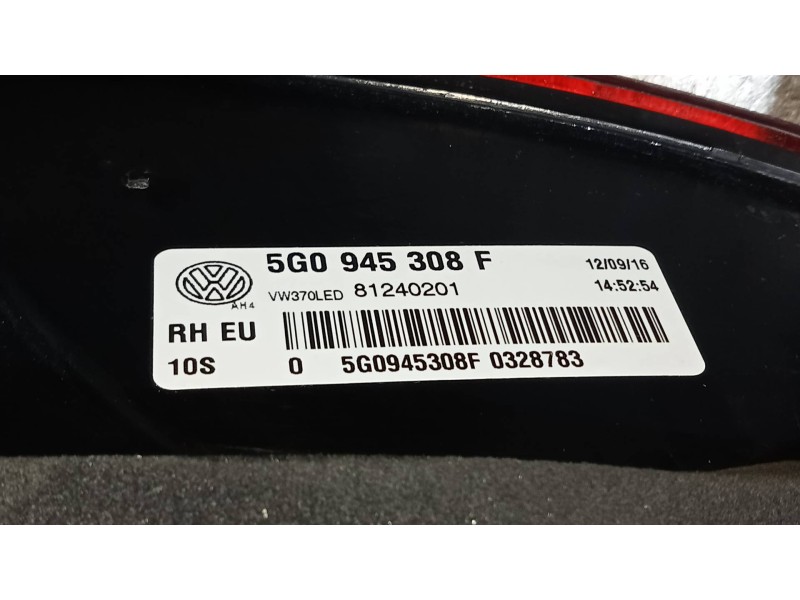 5G0 945 308 F 12/09/16
AH4 VW370LED 81240201 14:52:54
RH EU
10S 0 5G0945308F 0328783